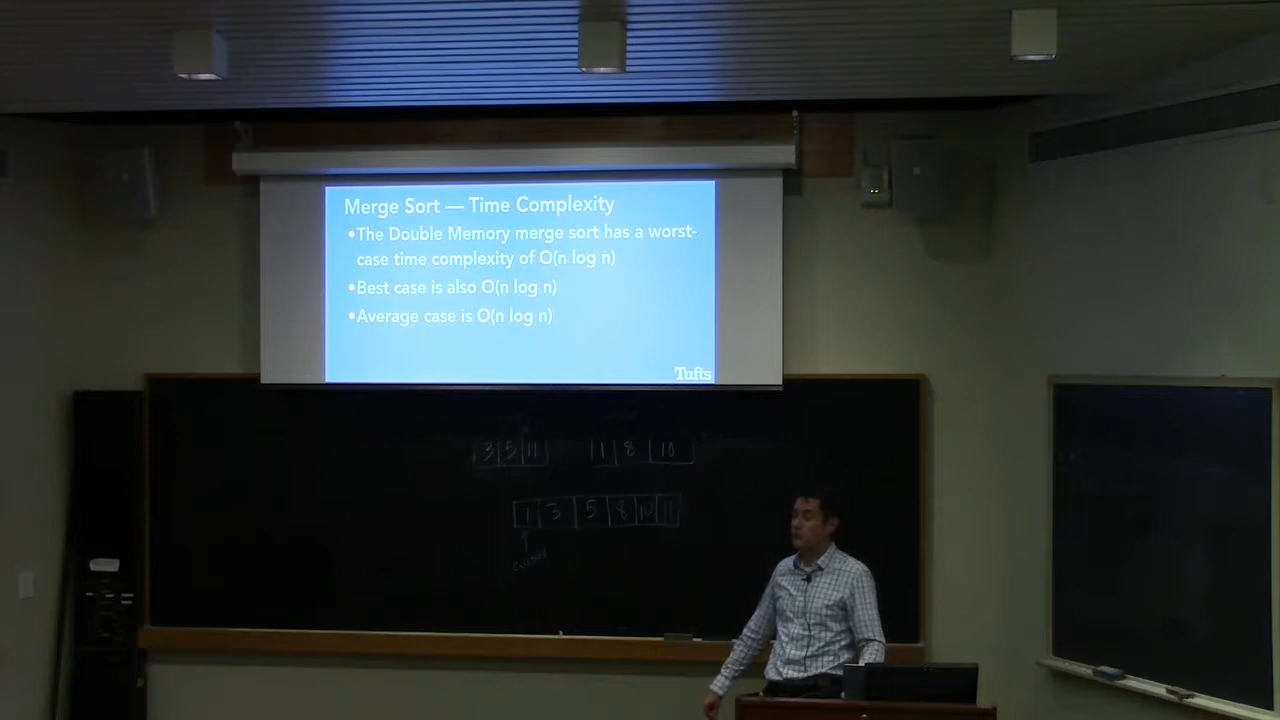 Merge Sort — Time Complexity
•The Double Memory merge sort has a worst-
case time complexity of O(n log n)
•Best case is also O(n log n)
•Average case is O(n log n)
Tufts
3 5 11 1 8 10
1 3 5 8 10 11